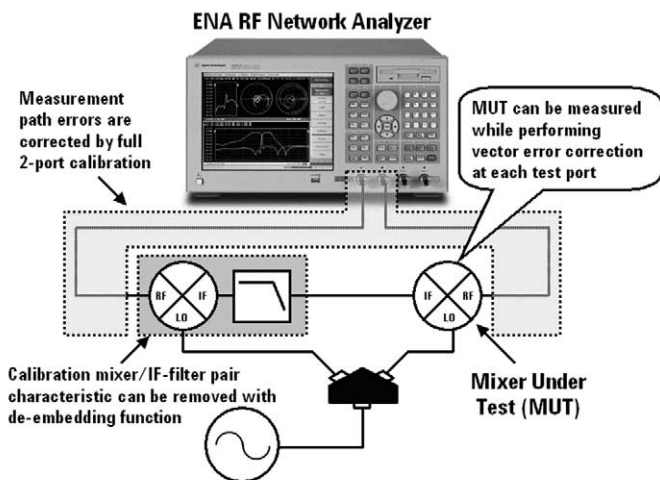 ENA RF Network Analyzer
Agilent Technologies
Measurement
path errors are
corrected by full
2-port calibration
MUT can be measured
while performing
vector error correction
at each test port
RF
IF
LO
IF
RF
LO
Calibration mixer/IF-filter pair
characteristic can be removed with
de-embedding function
Mixer Under
Test (MUT)